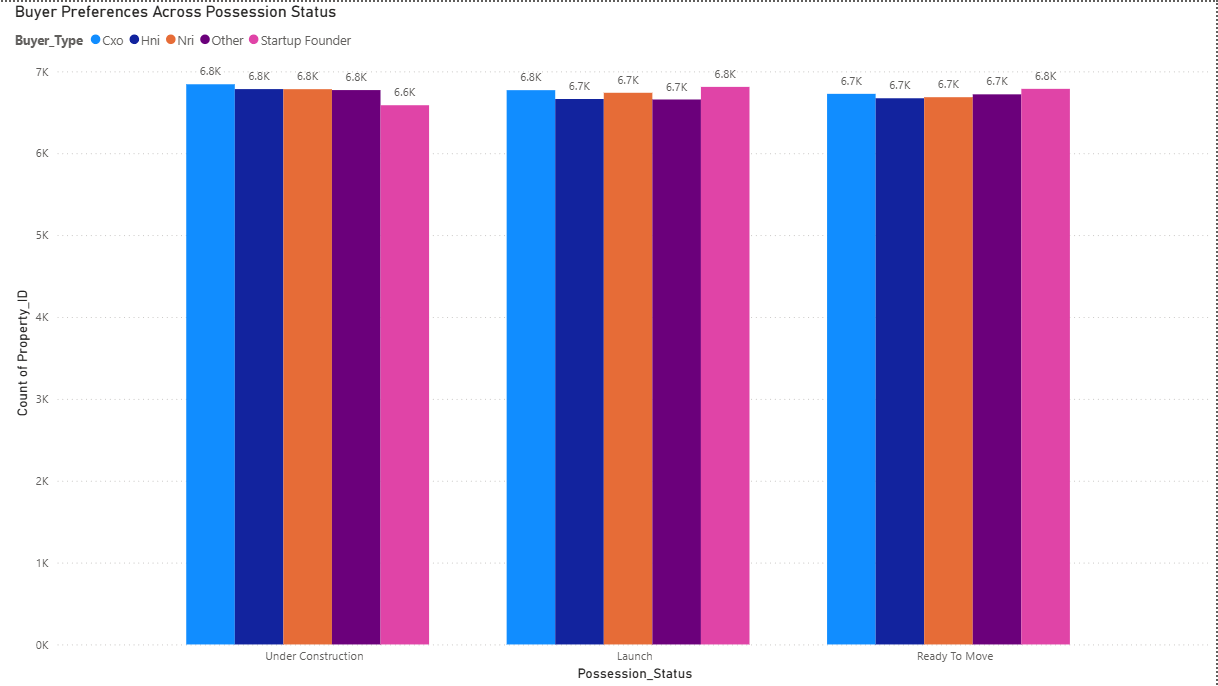 Buyer Preferences Across Possession Status
Buyer_Type Cxo Hni Nri Other Startup Founder
Count of Property_ID
7K
6K
5K
4K
3K
2K
1K
0K
6.8K 6.8K 6.8K 6.8K 6.6K
6.8K 6.7K 6.7K 6.7K 6.8K
6.7K 6.7K 6.7K 6.7K 6.8K
Under Construction Launch Ready To Move
Possession_Status